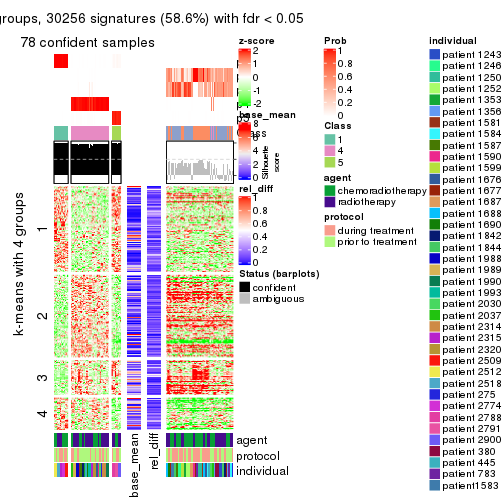 groups, 30256 signatures (58.6%) with fdr < 0.05
78 confident samples
k-means with 4 groups
1
2
3
4
base_mean
rel_diff
agent
protocol
individual
z-score
2
1
0
-1
-2
base_mean
8
6
4
2
0
Silhouette
score
rel_diff
1
0.8
0.6
0.4
0.2
0
Status (barplots)
confident
ambiguous
Prob
1
0.8
0.6
0.4
0.2
0
Class
1
4
5
agent
chemoradiotherapy
radiotherapy
protocol
during treatment
prior to treatment
individual
patient 1243
patient 1246
patient 1250
patient 1252
patient 1353
patient 1356
patient 1581
patient 1584
patient 1587
patient 1590
patient 1599
patient 1676
patient 1677
patient 1687
patient 1688
patient 1690
patient 1842
patient 1844
patient 1988
patient 1989
patient 1990
patient 1993
patient 2030
patient 2037
patient 2314
patient 2315
patient 2320
patient 2509
patient 2512
patient 2518
patient 275
patient 2774
patient 2788
patient 2791
patient 2900
patient 380
patient 445
patient 783
patient1583